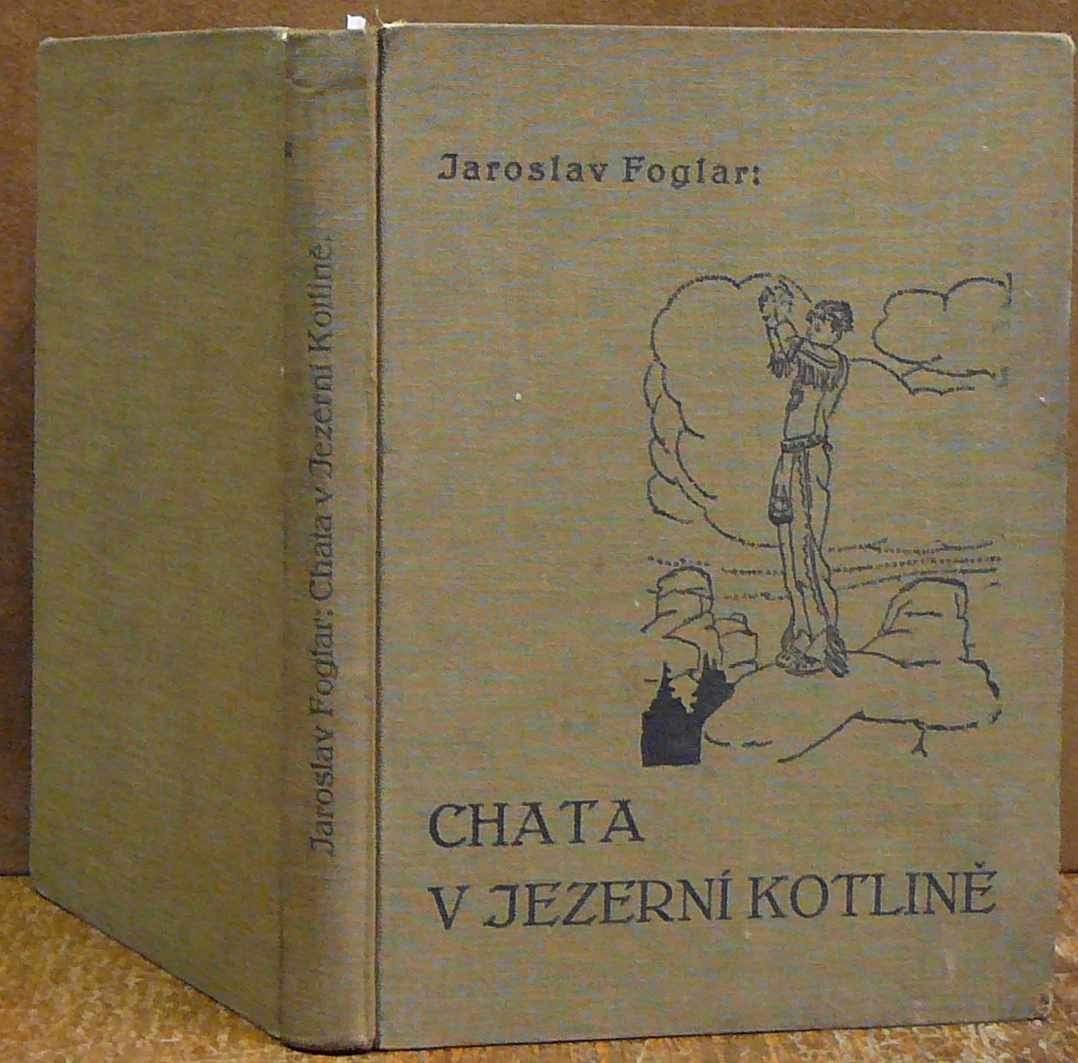 Jaroslav Foglar: Chata v Jezerní Kotlině.
Jaroslav Foglar:
CHATA
V JEZERNÍ KOTLINĚ